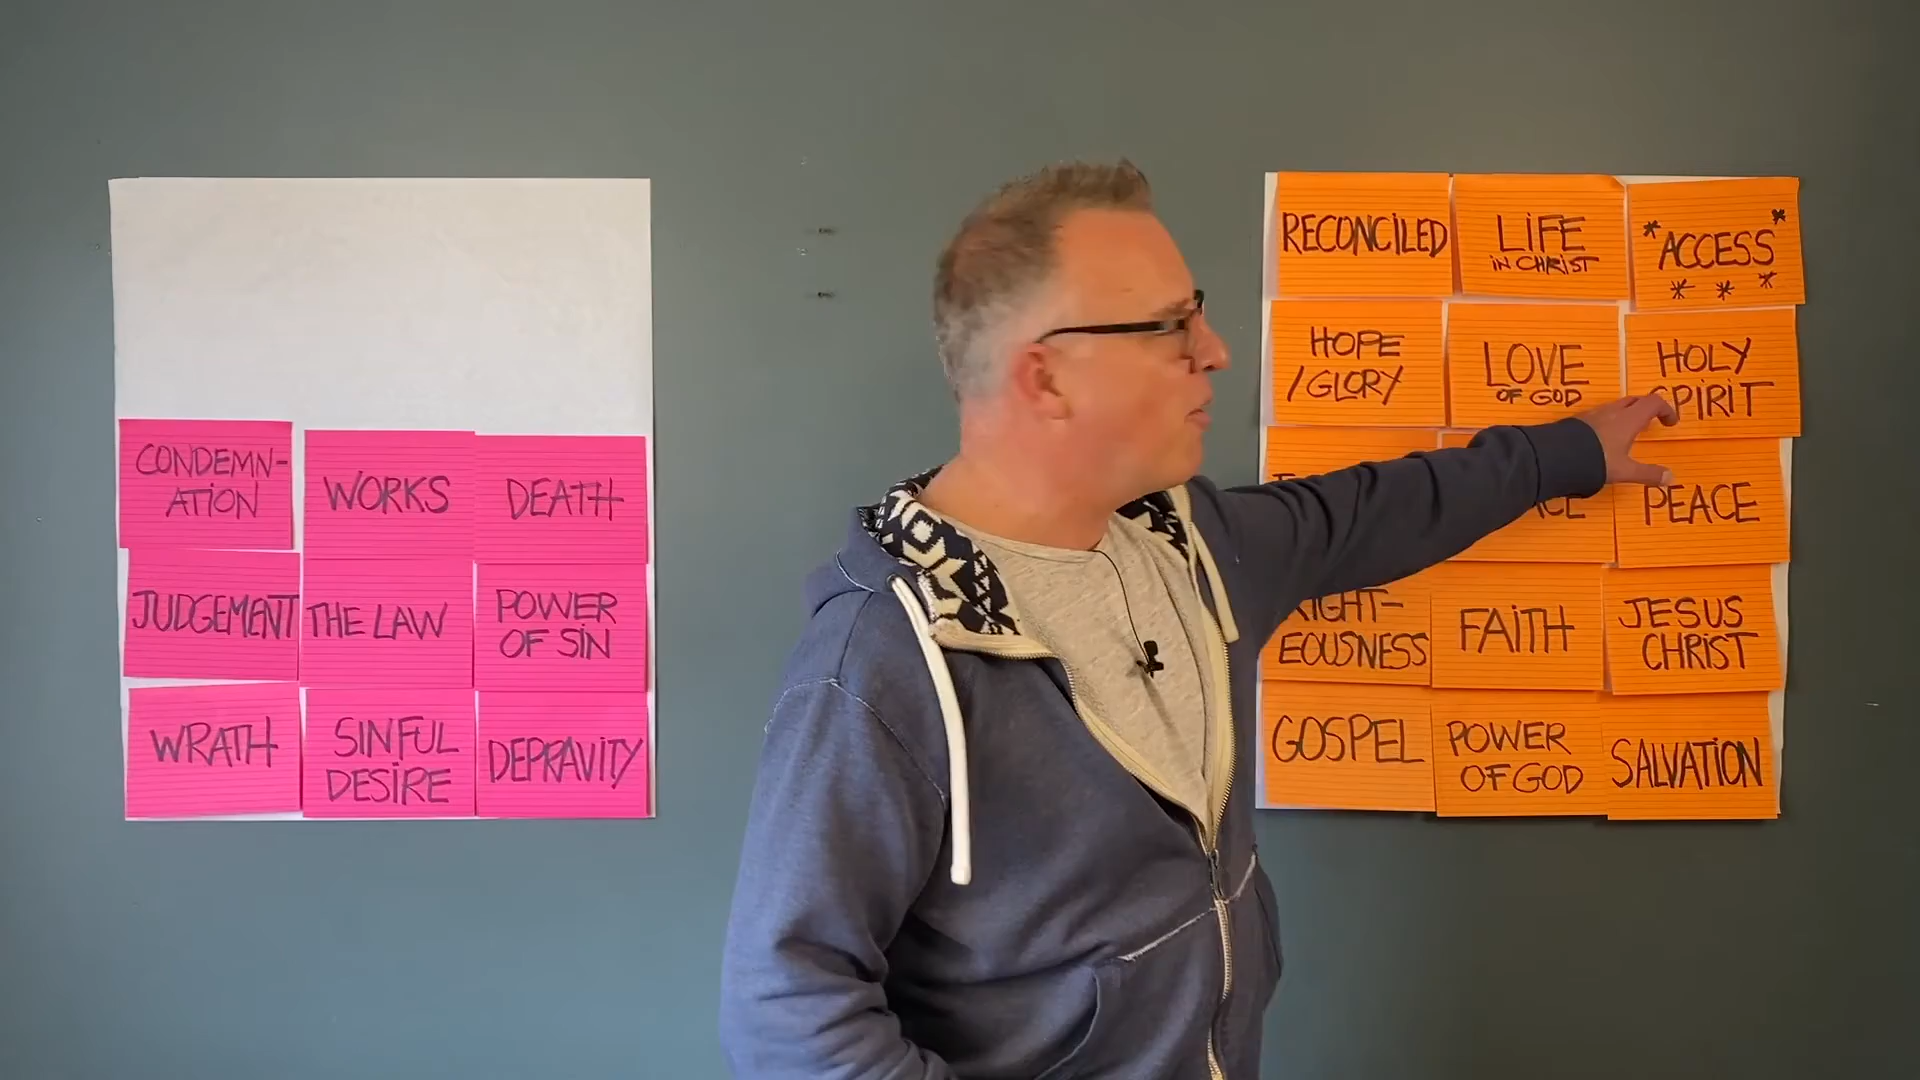 CONDEMN-
ATION
WORKS
DEATH
JUDGEMENT
THE LAW
POWER
OF SIN
WRATH
SINFUL
DESIRE
DEPRAVITY
RECONCILED
LIFE
IN CHRIST
*ACCESS*
* * *
HOPE
/GLORY
LOVE
OF GOD
HOLY
SPIRIT
PEACE
EOUSNESS
FAITH
JESUS
CHRIST
GOSPEL
POWER
OF GOD
SALVATION